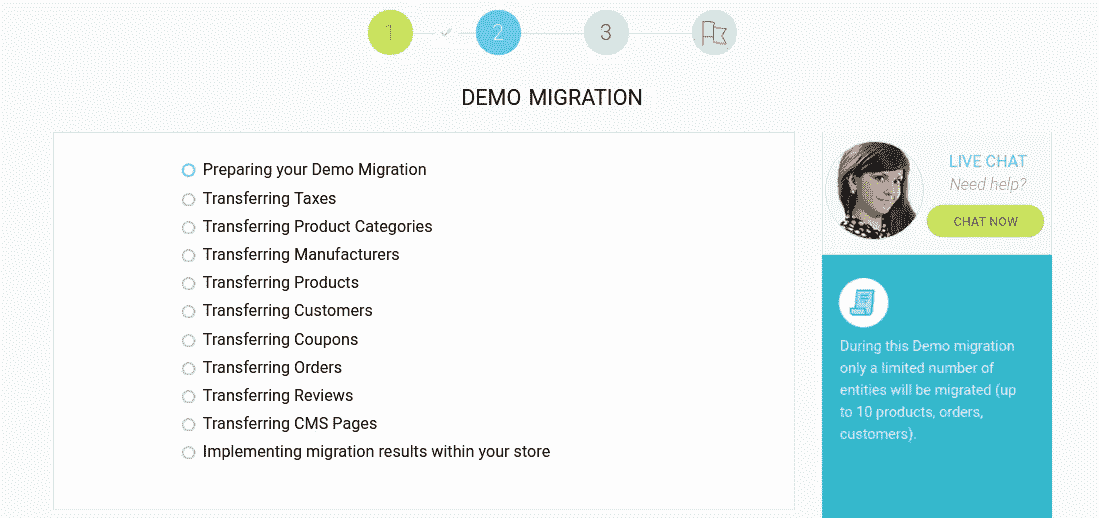 1
2
3
DEMO MIGRATION
Preparing your Demo Migration
Transferring Taxes
Transferring Product Categories
Transferring Manufacturers
Transferring Products
Transferring Customers
Transferring Coupons
Transferring Orders
Transferring Reviews
Transferring CMS Pages
Implementing migration results within your store
LIVE CHAT
Need help?
CHAT NOW
During this Demo migration
only a limited number of
entities will be migrated (up
to 10 products, orders,
customers).